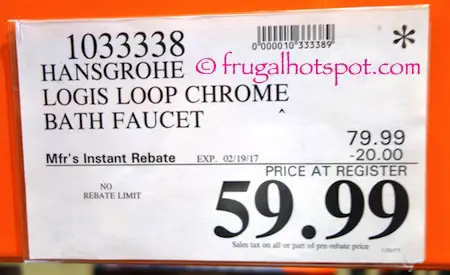 1033338
0000010 333389
*
© frugalhotspot.com
HANSGROHE
LOGIS LOOP CHROME
BATH FAUCET
79.99
Mfr's Instant Rebate EXP. 02/19/17 -20.00
PRICE AT REGISTER
NO
REBATE LIMIT
59.99
Sales tax on all or part of pre-rebate price